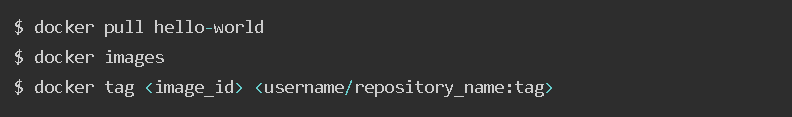 $ docker pull hello-world
$ docker images
$ docker tag <image_id> <username/repository_name:tag>